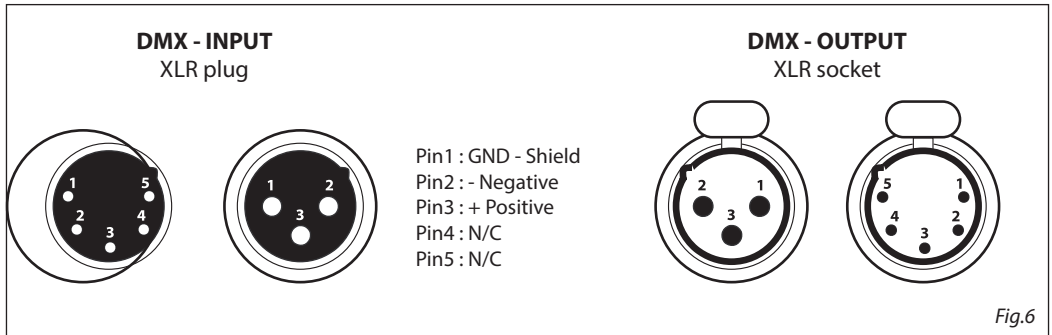 DMX - INPUT
XLR plug
DMX - OUTPUT
XLR socket
1 5
2 4
3
1 2
3
Pin1 : GND - Shield
Pin2 : - Negative
Pin3 : + Positive
Pin4 : N/C
Pin5 : N/C
2 1
3
5 1
4 2
3
Fig.6